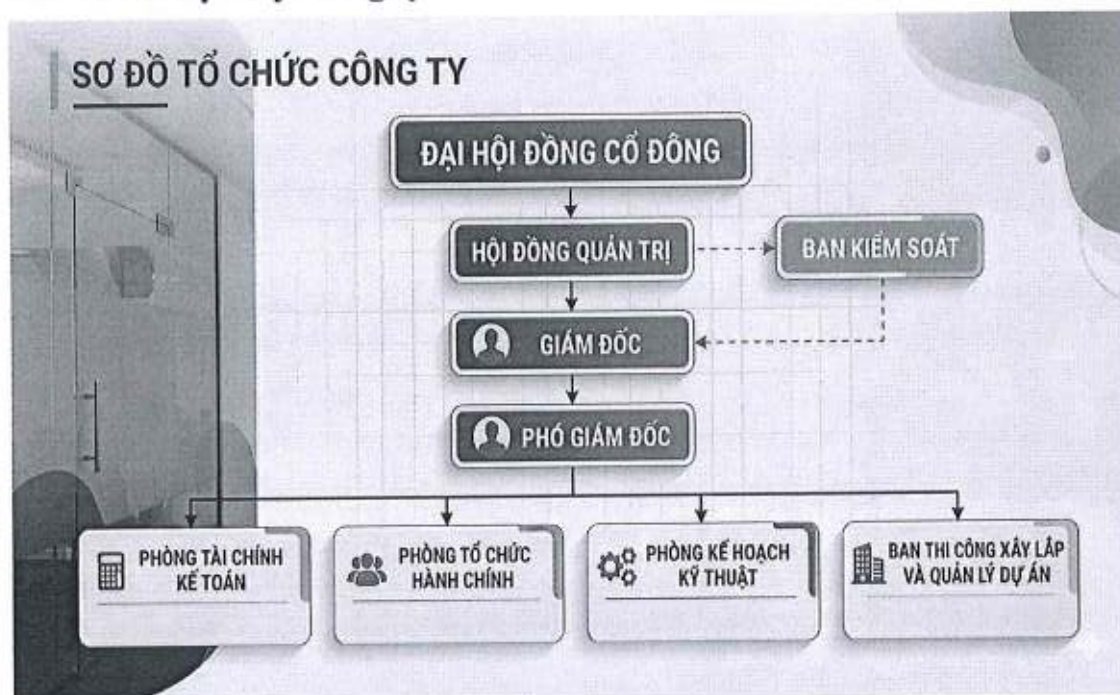 SƠ ĐỒ TỔ CHỨC CÔNG TY
ĐẠI HỘI ĐỒNG CỔ ĐÔNG
HỘI ĐỒNG QUẢN TRỊ
BAN KIỂM SOÁT
GIÁM ĐỐC
PHÓ GIÁM ĐỐC
PHÒNG TÀI CHÍNH
KẾ TOÁN
PHÒNG TỔ CHỨC
HÀNH CHÍNH
PHÒNG KẾ HOẠCH
KỸ THUẬT
BAN THI CÔNG XÂY LẮP
VÀ QUẢN LÝ DỰ ÁN